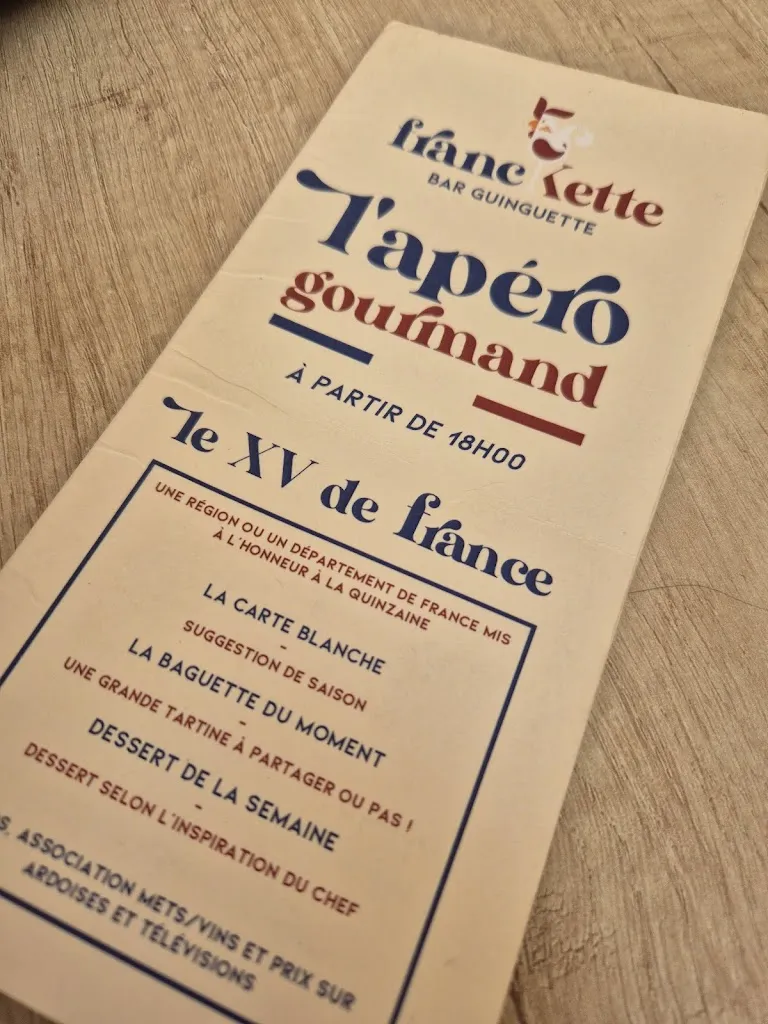 francKette
BAR GUINGUETTE
l'apéro
gourmand
À PARTIR DE 18H00
le XV de france
UNE RÉGION OU UN DÉPARTEMENT DE FRANCE MIS
À L'HONNEUR À LA QUINZAINE
LA CARTE BLANCHE
-
SUGGESTION DE SAISON
LA BAGUETTE DU MOMENT
-
UNE GRANDE TARTINE À PARTAGER OU PAS !
DESSERT DE LA SEMAINE
-
DESSERT SELON L'INSPIRATION DU CHEF
ASSOCIATION METS/VINS ET PRIX SUR
ARDOISES ET TÉLÉVISIONS